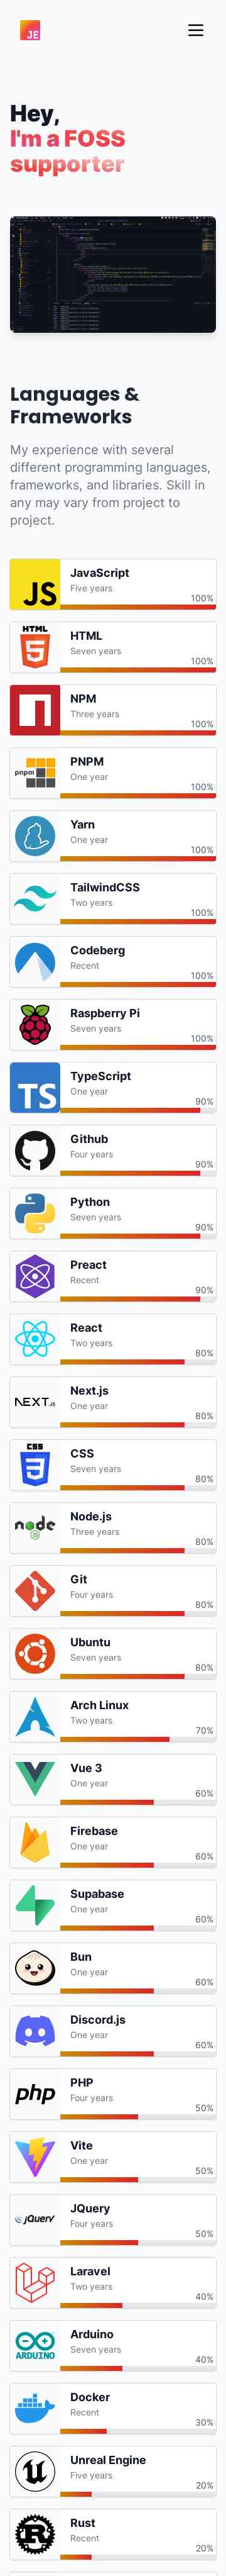 JE
Hey,
I'm a FOSS
supporter
Languages &
Frameworks
My experience with several
different programming languages,
frameworks, and libraries. Skill in
any may vary from project to
project.
JS
JavaScript
Five years
100%
HTML
HTML
Seven years
100%
NPM
Three years
100%
pnpm
PNPM
One year
100%
Yarn
One year
100%
TailwindCSS
Two years
100%
Codeberg
Recent
100%
Raspberry Pi
Seven years
100%
TS
TypeScript
One year
90%
Github
Four years
90%
Python
Seven years
90%
Preact
Recent
90%
React
Two years
80%
NEXT.JS
Next.js
One year
80%
CSS
CSS
Seven years
80%
node
JS
Node.js
Three years
80%
Git
Four years
80%
Ubuntu
Seven years
80%
Arch Linux
Two years
70%
Vue 3
One year
60%
Firebase
One year
60%
Supabase
One year
60%
Bun
One year
60%
Discord.js
One year
60%
php
PHP
Four years
50%
Vite
One year
50%
jQuery
JQuery
Four years
50%
Laravel
Two years
40%
ARDUINO
Arduino
Seven years
40%
Docker
Recent
30%
Unreal Engine
Five years
20%
R
Rust
Recent
20%